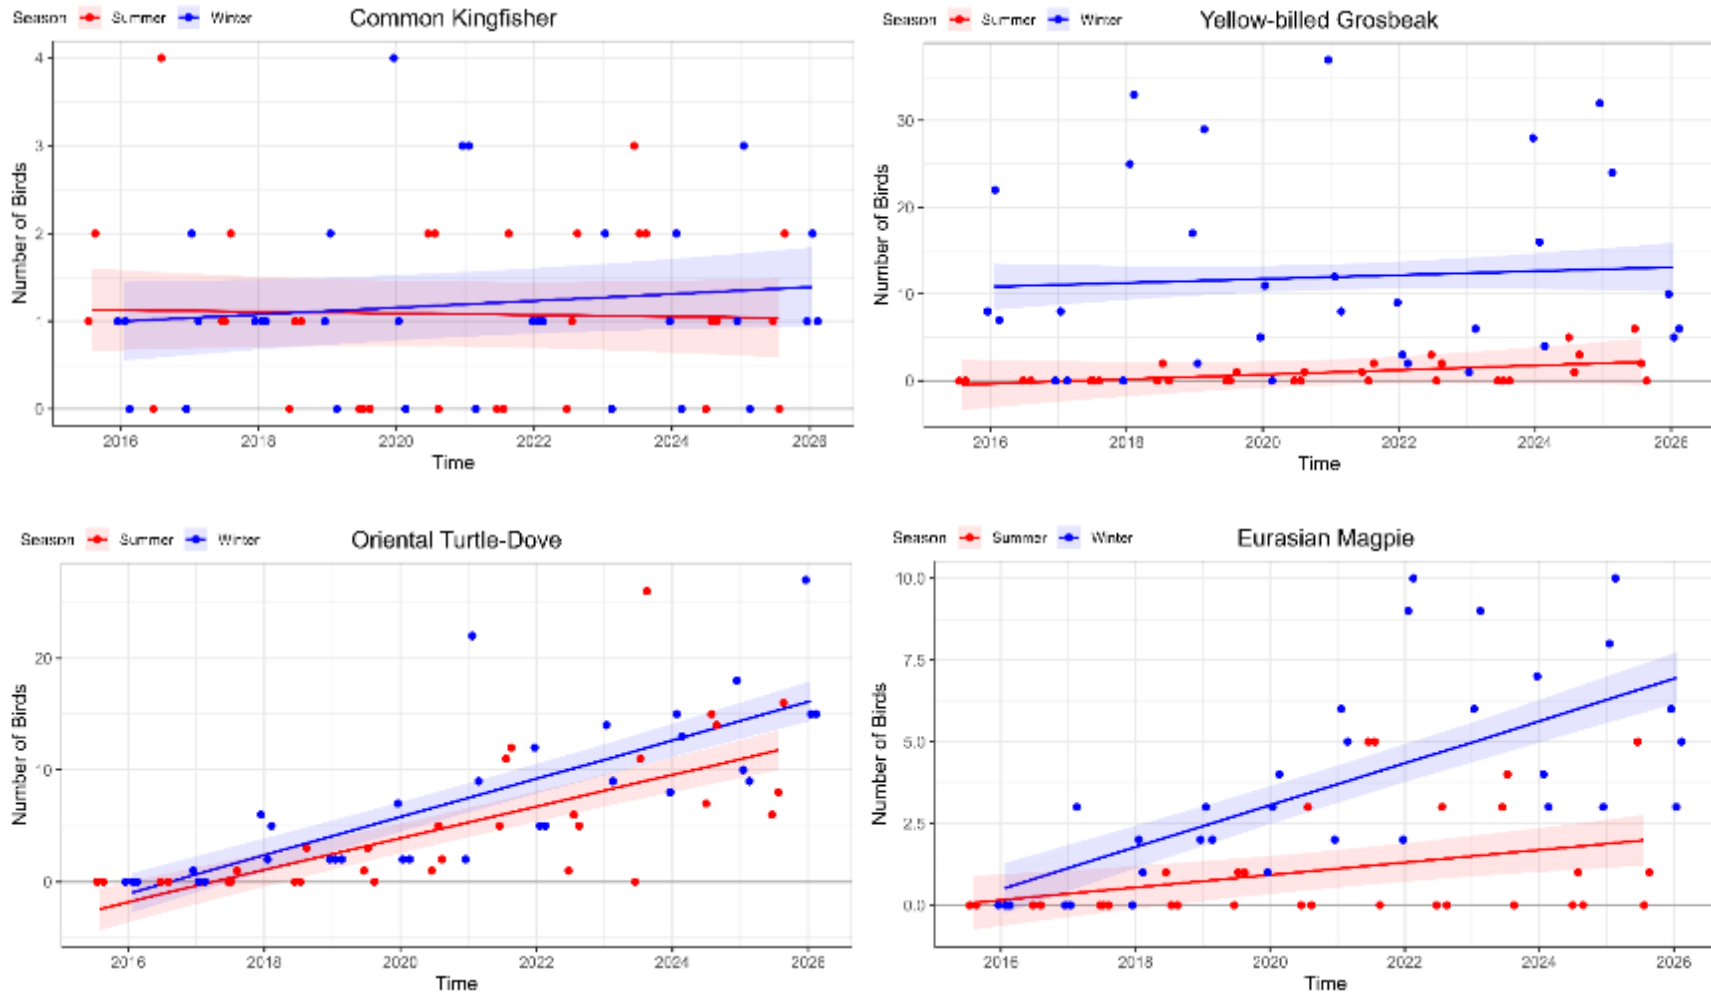 Season Summer Winter Common Kingfisher
4
3
2
1
0
Number of Birds
2016 2018 2020 2022 2024 2026
Time
Season Summer Winter Yellow-billed Grosbeak
30
20
10
0
Number of Birds
2016 2018 2020 2022 2024 2026
Time
Season Summer Winter Oriental Turtle-Dove
20
10
0
Number of Birds
2016 2018 2020 2022 2024 2026
Time
Season Summer Winter Eurasian Magpie
10.0
7.5
5.0
2.5
0.0
Number of Birds
2016 2018 2020 2022 2024 2026
Time